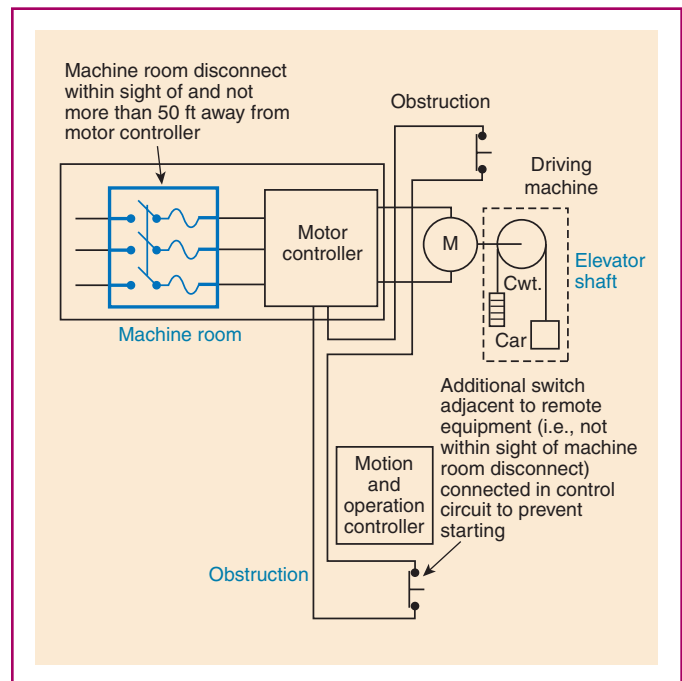 Machine room disconnect
within sight of and not
more than 50 ft away from
motor controller
Obstruction
Driving
machine
Motor
controller
M
Elevator
shaft
Cwt.
Car
Machine room
Additional switch
adjacent to remote
equipment (i.e., not
within sight of machine
room disconnect)
connected in control
circuit to prevent
starting
Motion
and
operation
controller
Obstruction